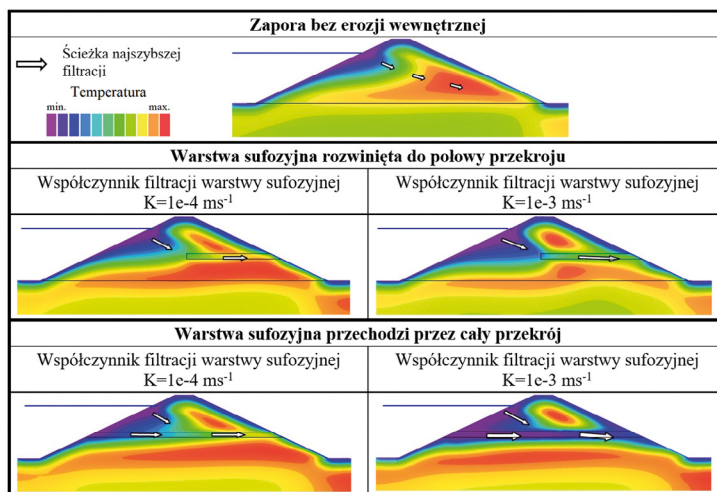 Zapora bez erozji wewnętrznej
Ścieżka najszybszej
filtracji
Temperatura
min. max.
Warstwa sufozyjna rozwinięta do połowy przekroju
Współczynnik filtracji warstwy sufozyjnej
K=1e-4 ms⁻¹
Współczynnik filtracji warstwy sufozyjnej
K=1e-3 ms⁻¹
Warstwa sufozyjna przechodzi przez cały przekrój
Współczynnik filtracji warstwy sufozyjnej
K=1e-4 ms⁻¹
Współczynnik filtracji warstwy sufozyjnej
K=1e-3 ms⁻¹